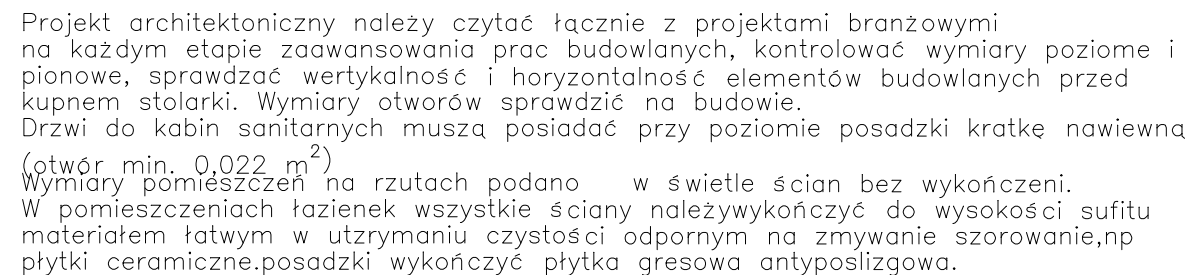 Projekt architektoniczny należy czytać łącznie z projektami branżowymi
na każdym etapie zaawansowania prac budowlanych, kontrolować wymiary poziome i
pionowe, sprawdzać wertykalność i horyzontalność elementów budowlanych przed
kupnem stolarki. Wymiary otworów sprawdzić na budowie.
Drzwi do kabin sanitarnych muszą posiadać przy poziomie posadzki kratkę nawiewną
(otwór min. 0,022 m²)
Wymiary pomieszczeń na rzutach podano w świetle ścian bez wykończeni.
W pomieszczeniach łazienek wszystkie ściany należywykończyć do wysokości sufitu
materiałem łatwym w utzrymaniu czystości odpornym na zmywanie szorowanie,np
płytki ceramiczne.posadzki wykończyć płytka gresowa antyposlizgowa.